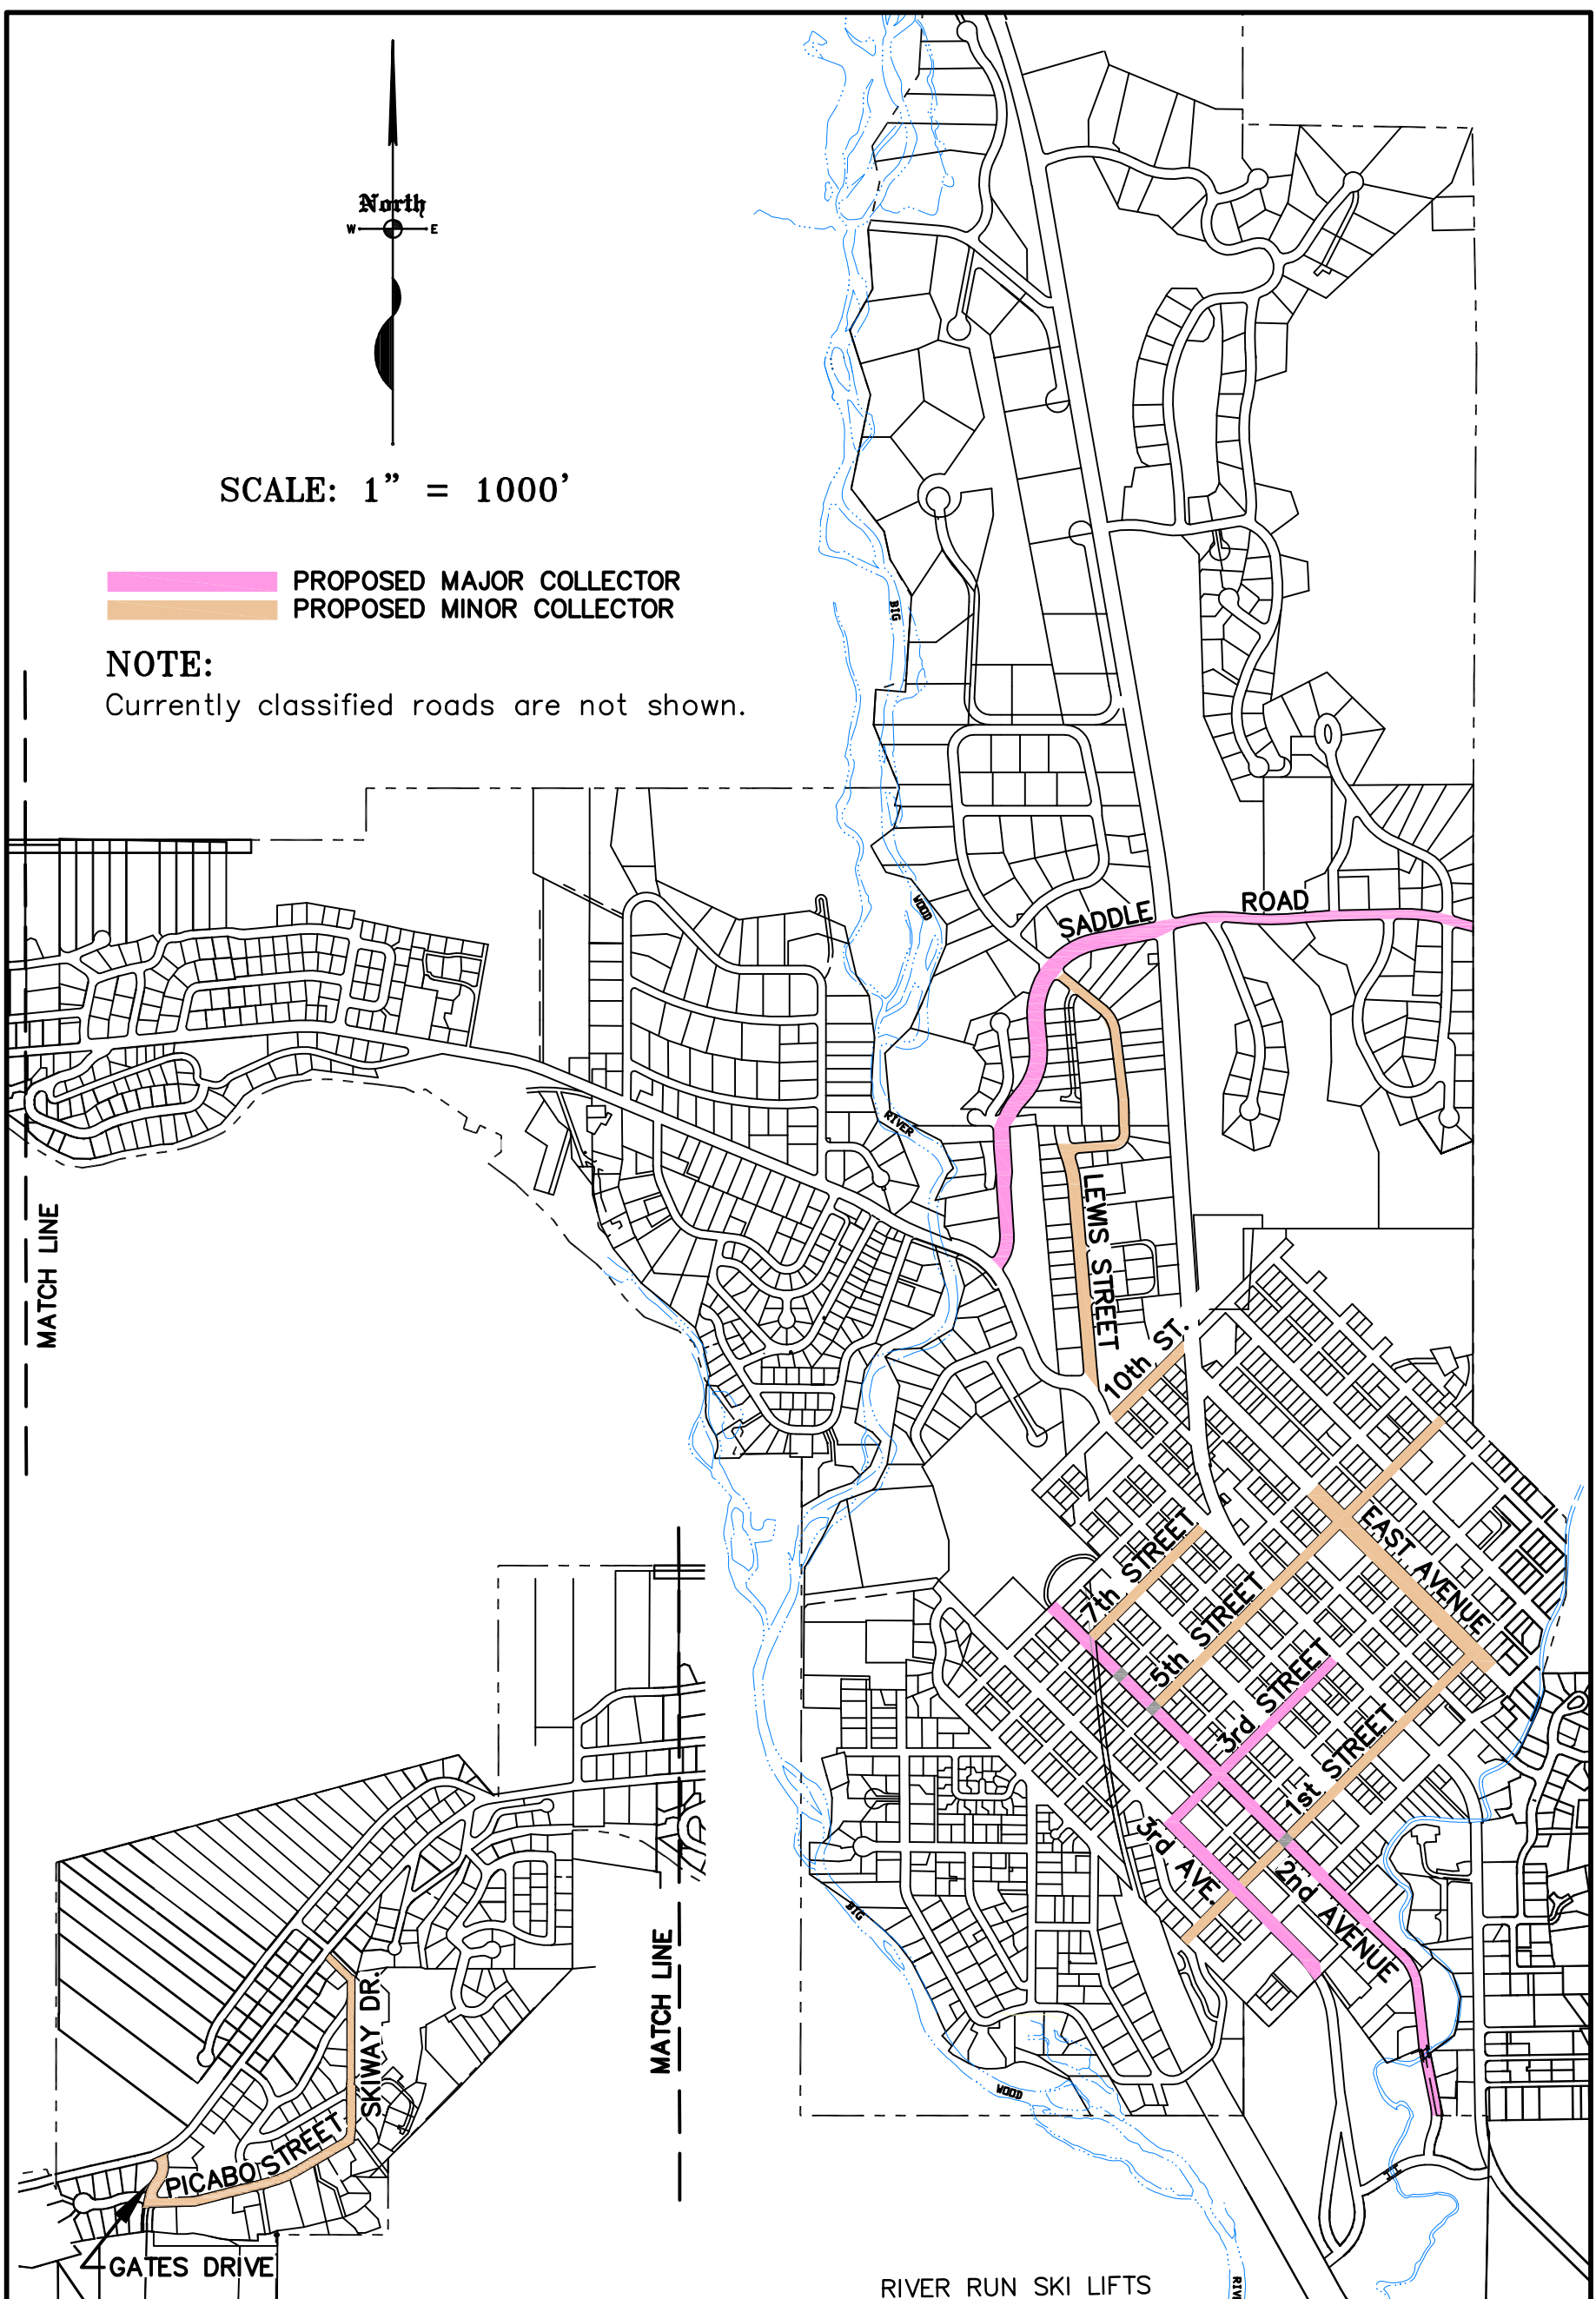 North
W E
SCALE: 1” = 1000’
PROPOSED MAJOR COLLECTOR
PROPOSED MINOR COLLECTOR
NOTE:
Currently classified roads are not shown.
BIG
WOOD
RIVER
SADDLE ROAD
MATCH LINE
LEWIS STREET
10th ST.
EAST AVENUE
7th STREET
5th STREET
3rd STREET
1st STREET
3rd AVE.
2nd AVENUE
BIG
WOOD
MATCH LINE
SKIWAY DR.
PICABO STREET
GATES DRIVE
RIVER RUN SKI LIFTS